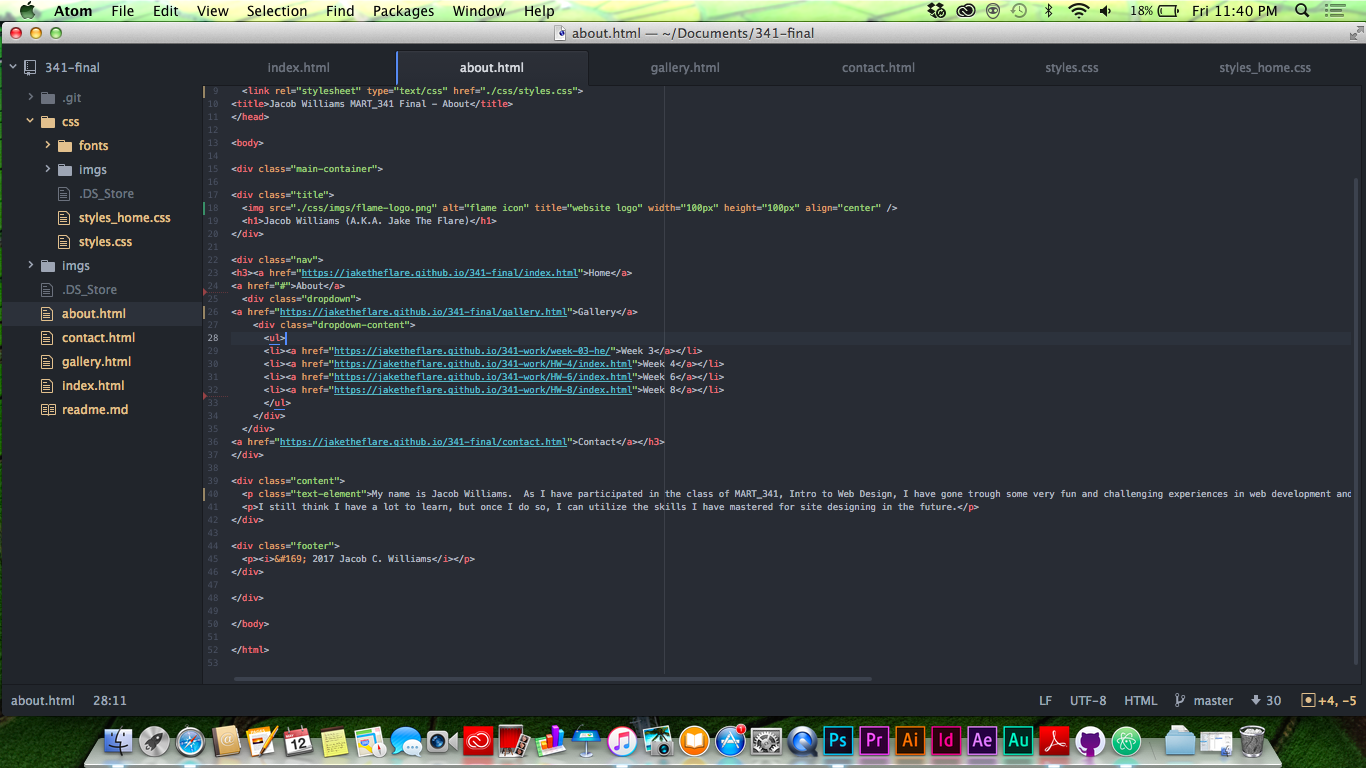 Atom File Edit View Selection Find Packages Window Help 18% Fri 11:40 PM
about.html — ~/Documents/341-final
341-final
index.html about.html gallery.html contact.html styles.css styles_home.css
.git
css
fonts
imgs
.DS_Store
styles_home.css
styles.css
imgs
.DS_Store
about.html
contact.html
gallery.html
index.html
readme.md
9 <link rel="stylesheet" type="text/css" href="./css/styles.css">
10 <title>Jacob Williams MART_341 Final - About</title>
11 </head>
12
13 <body>
14
15 <div class="main-container">
16
17 <div class="title">
18 <img src="./css/imgs/flame-logo.png" alt="flame icon" title="website logo" width="100px" height="100px" align="center" />
19 <h1>Jacob Williams (A.K.A. Jake The Flare)</h1>
20 </div>
21
22 <div class="nav">
23 <h3><a href="https://jaketheflare.github.io/341-final/index.html">Home</a>
24 <a href="#">About</a>
25 <div class="dropdown">
26 <a href="https://jaketheflare.github.io/341-final/gallery.html">Gallery</a>
27 <div class="dropdown-content">
28 <ul>
29 <li><a href="https://jaketheflare.github.io/341-work/week-03-he/">Week 3</a></li>
30 <li><a href="https://jaketheflare.github.io/341-work/HW-4/index.html">Week 4</a></li>
31 <li><a href="https://jaketheflare.github.io/341-work/HW-6/index.html">Week 6</a></li>
32 <li><a href="https://jaketheflare.github.io/341-work/HW-8/index.html">Week 8</a></li>
33 </ul>
34 </div>
35 </div>
36 <a href="https://jaketheflare.github.io/341-final/contact.html">Contact</a></h3>
37 </div>
38
39 <div class="content">
40 <p class="text-element">My name is Jacob Williams.  As I have participated in the class of MART_341, Intro to Web Design, I have gone trough some very fun and challenging experiences in web development and
41 <p>I still think I have a lot to learn, but once I do so, I can utilize the skills I have mastered for site designing in the future.</p>
42 </div>
43
44 <div class="footer">
45 <p><i>&#169; 2017 Jacob C. Williams</i></p>
46 </div>
47
48 </div>
49
50 </body>
51
52 </html>
53
about.html 28:11 LF UTF-8 HTML master 30 +4, -5
MAY 12 1 Ps Pr Ai Id Ae Au